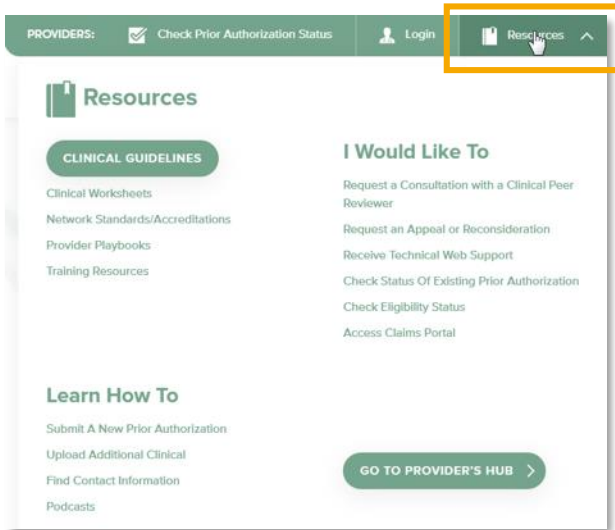 PROVIDERS: Check Prior Authorization Status Login Resources
Resources
CLINICAL GUIDELINES
Clinical Worksheets
Network Standards/Accreditations
Provider Playbooks
Training Resources
I Would Like To
Request a Consultation with a Clinical Peer
Reviewer
Request an Appeal or Reconsideration
Receive Technical Web Support
Check Status Of Existing Prior Authorization
Check Eligibility Status
Access Claims Portal
Learn How To
Submit A New Prior Authorization
Upload Additional Clinical
Find Contact Information
Podcasts
GO TO PROVIDER'S HUB